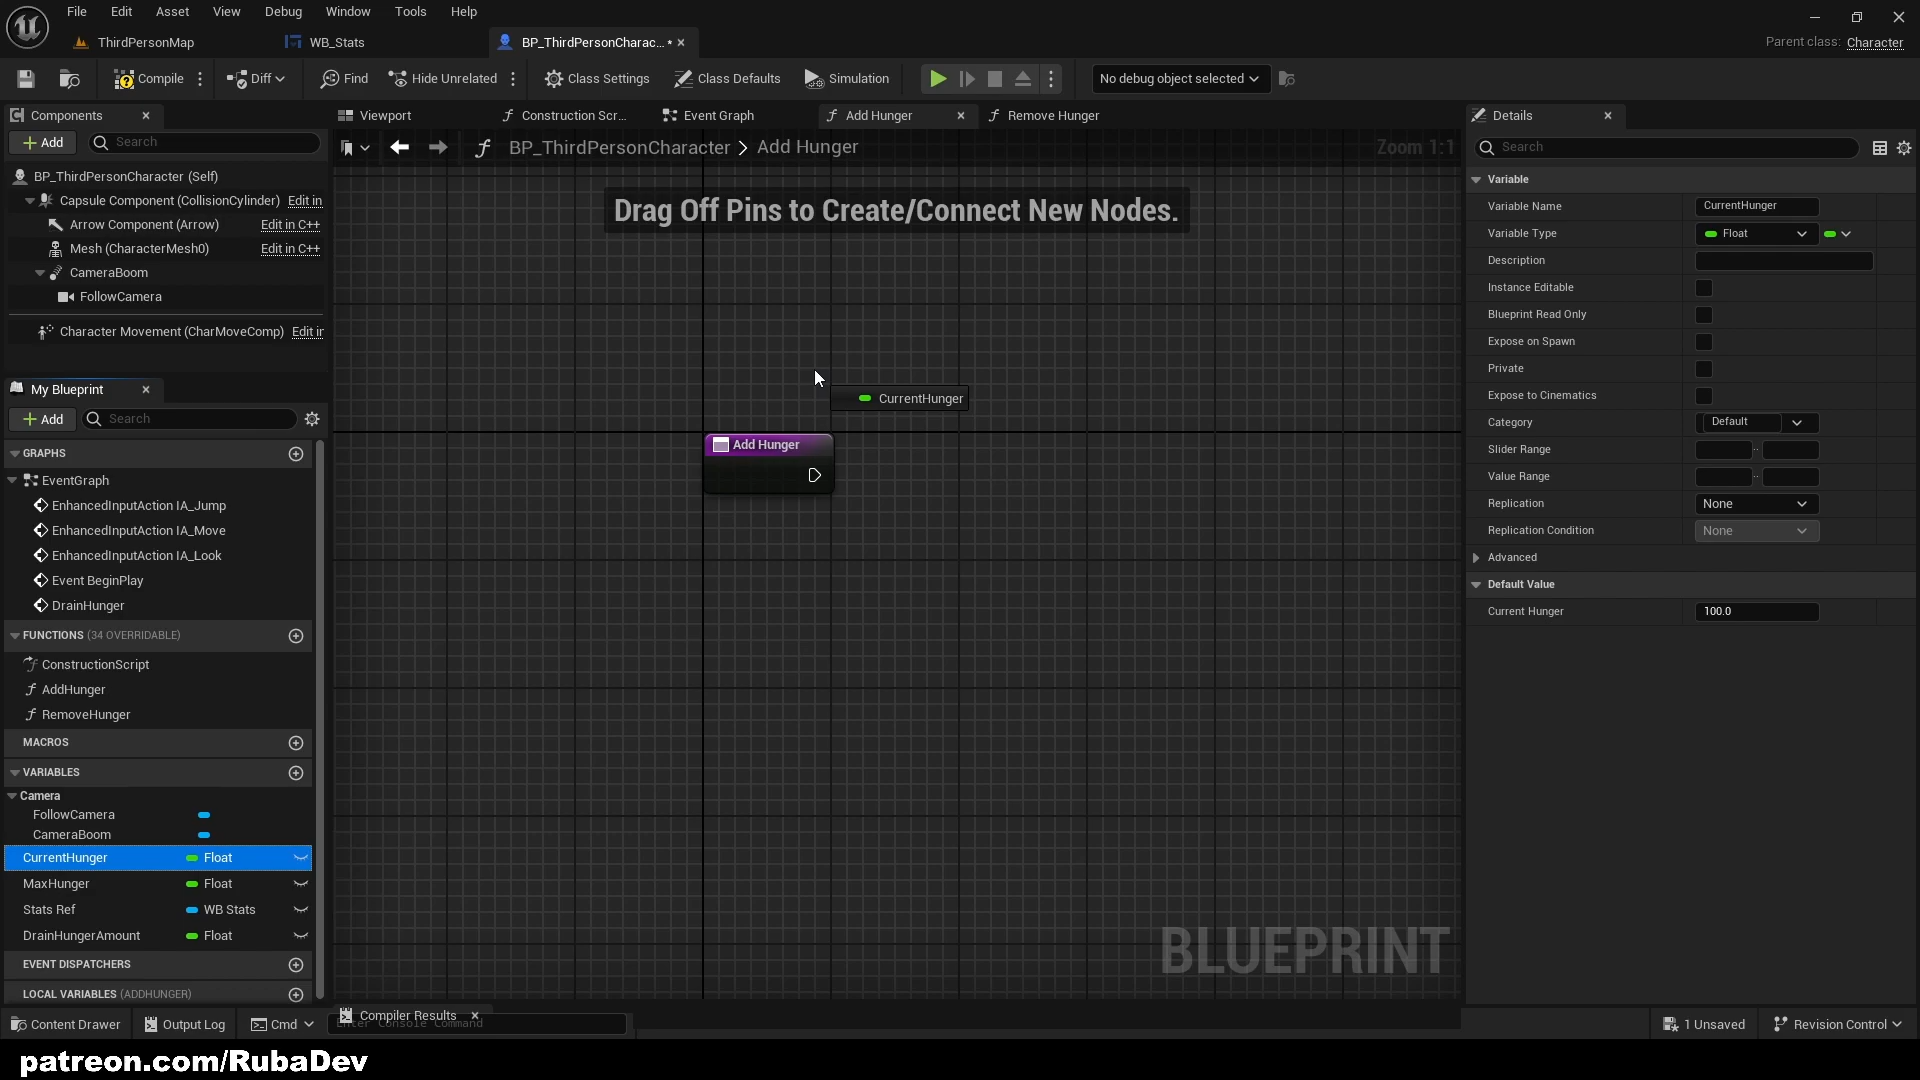 File Edit Asset View Debug Window Tools Help
ThirdPersonMap WB_Stats BP_ThirdPersonCharac... •
Parent class: Character
Compile Diff Find Hide Unrelated Class Settings Class Defaults Simulation No debug object selected
Components
Add Search
BP_ThirdPersonCharacter (Self)
Capsule Component (CollisionCylinder) Edit in
Arrow Component (Arrow) Edit in C++
Mesh (CharacterMesh0) Edit in C++
CameraBoom
FollowCamera
Character Movement (CharMoveComp) Edit in
My Blueprint
Add Search
GRAPHS
EventGraph
EnhancedInputAction IA_Jump
EnhancedInputAction IA_Move
EnhancedInputAction IA_Look
Event BeginPlay
DrainHunger
FUNCTIONS (34 OVERRIDABLE)
ConstructionScript
AddHunger
RemoveHunger
MACROS
VARIABLES
Camera
FollowCamera
CameraBoom
CurrentHunger Float
MaxHunger Float
Stats Ref WB Stats
DrainHungerAmount Float
EVENT DISPATCHERS
LOCAL VARIABLES (ADDHUNGER)
Viewport Construction Scr... Event Graph Add Hunger Remove Hunger
BP_ThirdPersonCharacter > Add Hunger
Zoom 1:1
Drag Off Pins to Create/Connect New Nodes.
CurrentHunger
Add Hunger
BLUEPRINT
Details
Search
Variable
Variable Name CurrentHunger
Variable Type Float
Description
Instance Editable
Blueprint Read Only
Expose on Spawn
Private
Expose to Cinematics
Category Default
Slider Range
Value Range
Replication None
Replication Condition None
Advanced
Default Value
Current Hunger 100.0
Compiler Results
Content Drawer Output Log Cmd Enter Console Command 1 Unsaved Revision Control
patreon.com/RubaDev